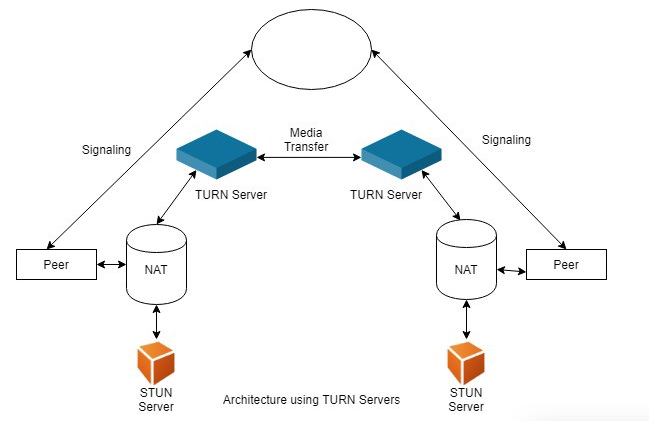 Media
Transfer
Signaling
Signaling
TURN Server
TURN Server
Peer
NAT
NAT
Peer
STUN
Server
Architecture using TURN Servers
STUN
Server